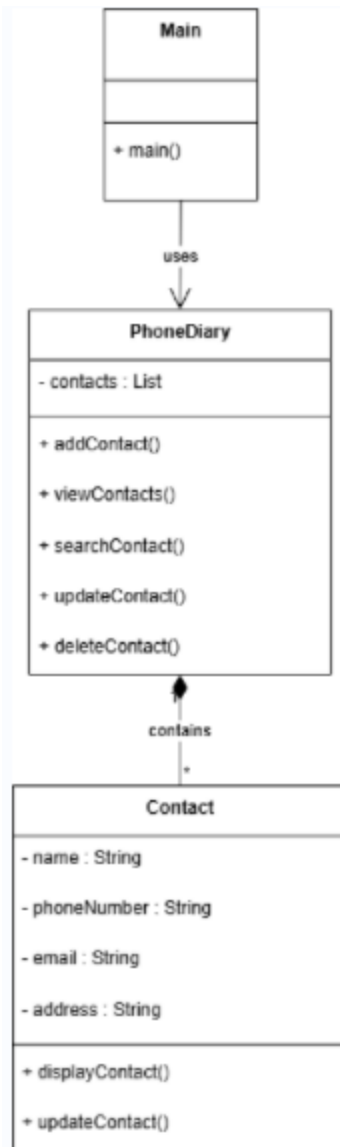 Main
+ main()
uses
PhoneDiary
- contacts : List
+ addContact()
+ viewContacts()
+ searchContact()
+ updateContact()
+ deleteContact()
contains
*
Contact
- name : String
- phoneNumber : String
- email : String
- address : String
+ displayContact()
+ updateContact()